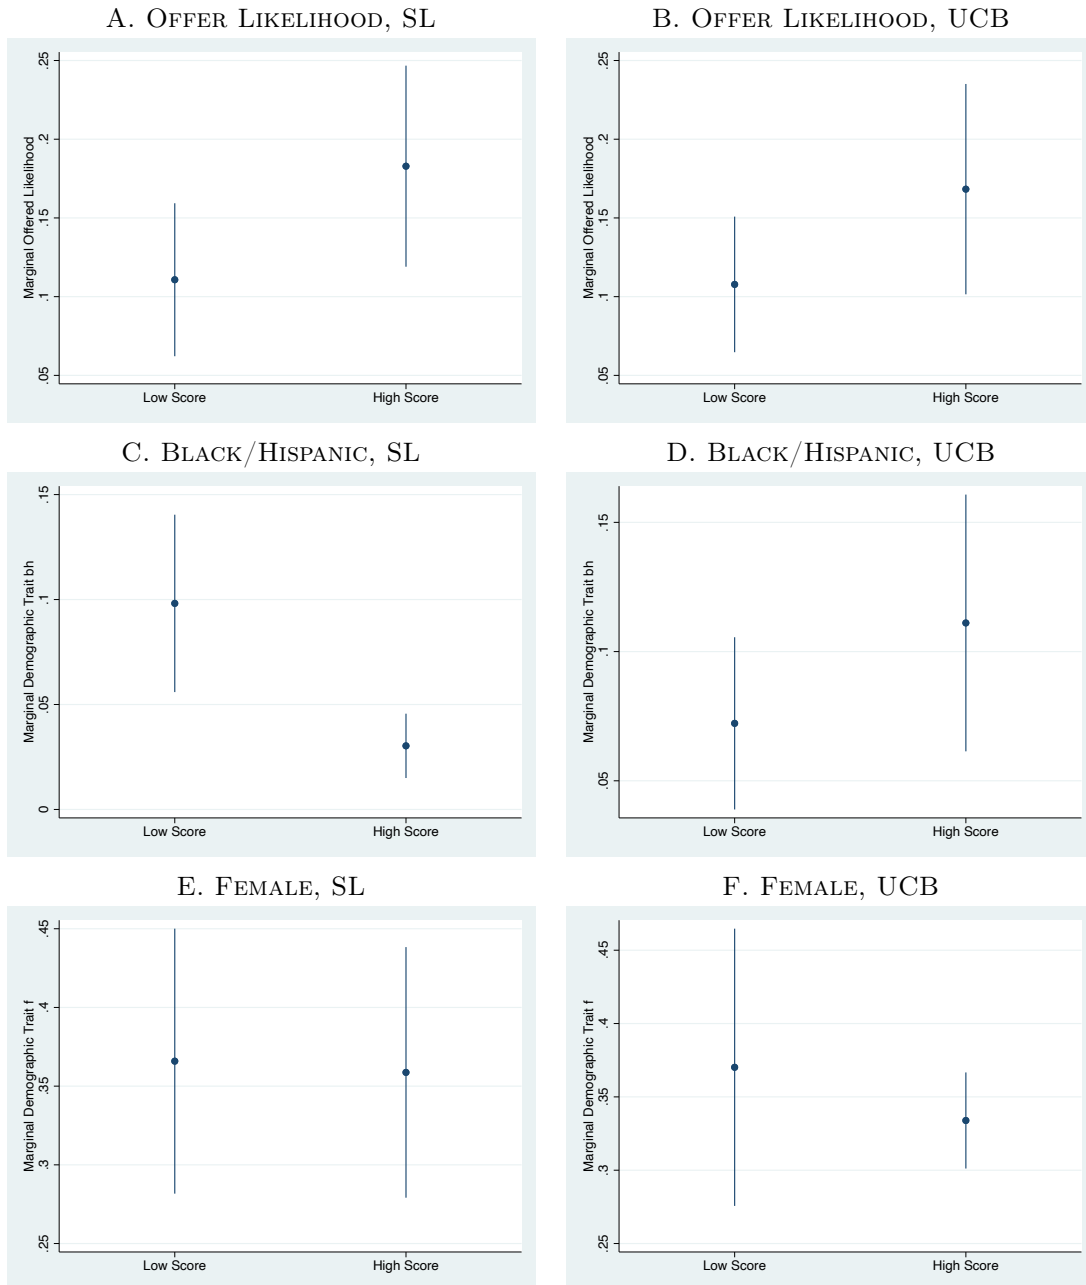 A. Offer Likelihood, SL
Marginal Offered Likelihood
.25
.2
.15
.1
.05
Low Score
High Score
B. Offer Likelihood, UCB
Marginal Offered Likelihood
.25
.2
.15
.1
.05
Low Score
High Score
C. Black/Hispanic, SL
Marginal Demographic Trait bh
.15
.1
.05
0
Low Score
High Score
D. Black/Hispanic, UCB
Marginal Demographic Trait bh
.15
.1
.05
Low Score
High Score
E. Female, SL
Marginal Demographic Trait f
.45
.4
.35
.3
.25
Low Score
High Score
F. Female, UCB
Marginal Demographic Trait f
.45
.4
.35
.3
.25
Low Score
High Score